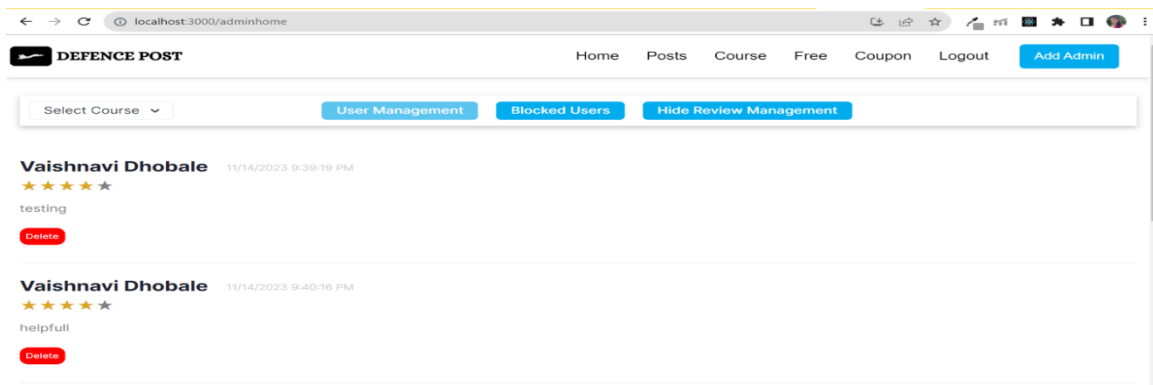 localhost:3000/adminhome
DEFENCE POST Home Posts Course Free Coupon Logout Add Admin
Select Course User Management Blocked Users Hide Review Management
Vaishnavi Dhobale 11/14/2023 9:39:19 PM
testing
Delete
Vaishnavi Dhobale 11/14/2023 9:40:16 PM
helpfull
Delete